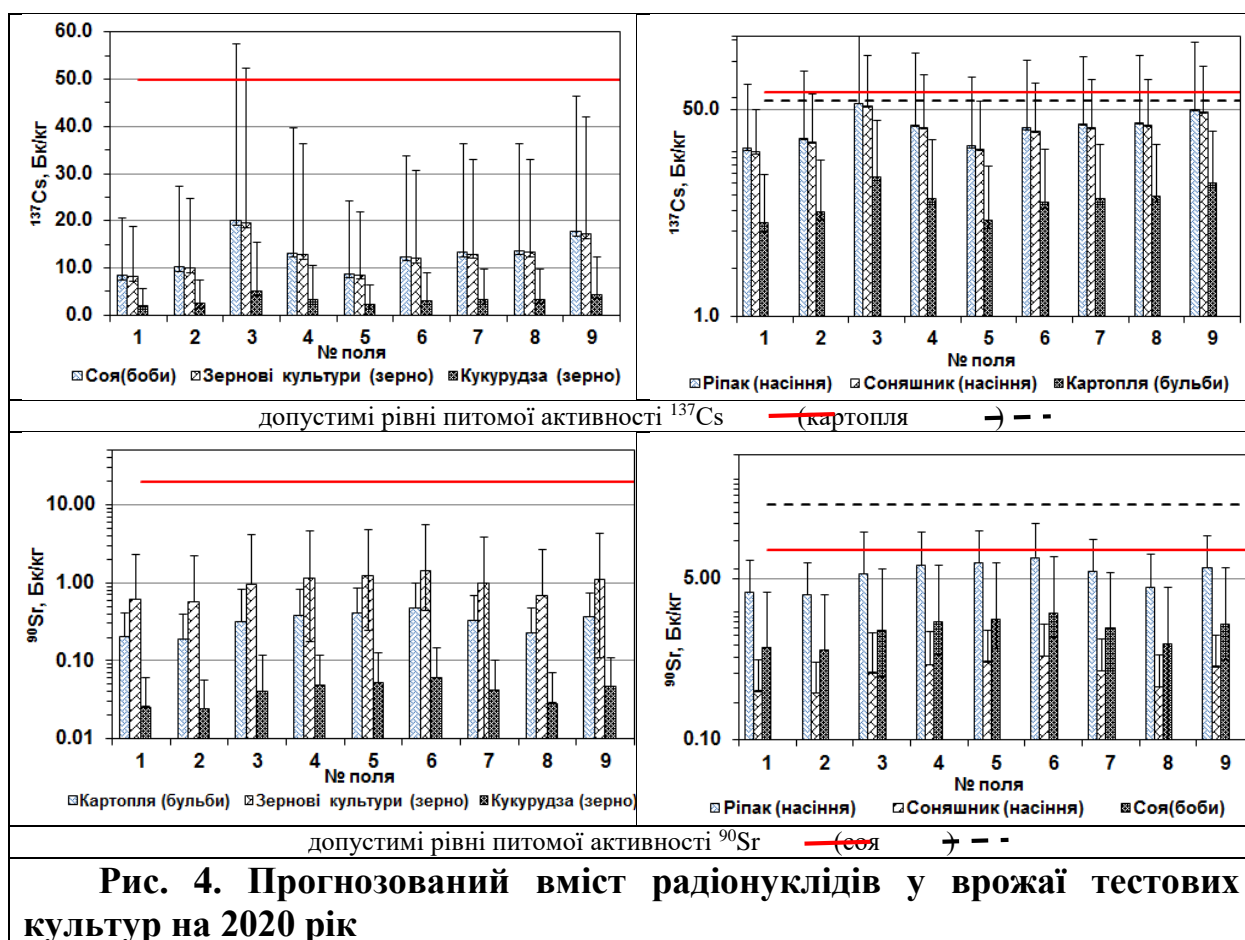 60.0
50.0
40.0
30.0
20.0
10.0
0.0
¹³⁷Cs, Бк/кг
1 2 3 4 5 6 7 8 9
№ поля
Соя(боби) Зернові культури (зерно) Кукурудза (зерно)
50.0
1.0
¹³⁷Cs, Бк/кг
1 2 3 4 5 6 7 8 9
№ поля
Ріпак (насіння) Соняшник (насіння) Картопля (бульби)
допустимі рівні питомої активності ¹³⁷Cs (картопля )
10.00
1.00
0.10
0.01
⁹⁰Sr, Бк/кг
1 2 3 4 5 6 7 8 9
№ поля
Картопля (бульби) Зернові культури (зерно) Кукурудза (зерно)
5.00
0.10
⁹⁰Sr, Бк/кг
1 2 3 4 5 6 7 8 9
№ поля
Ріпак (насіння) Соняшник (насіння) Соя(боби)
допустимі рівні питомої активності ⁹⁰Sr (соя )
Рис. 4. Прогнозований вміст радіонуклідів у врожаї тестових
культур на 2020 рік